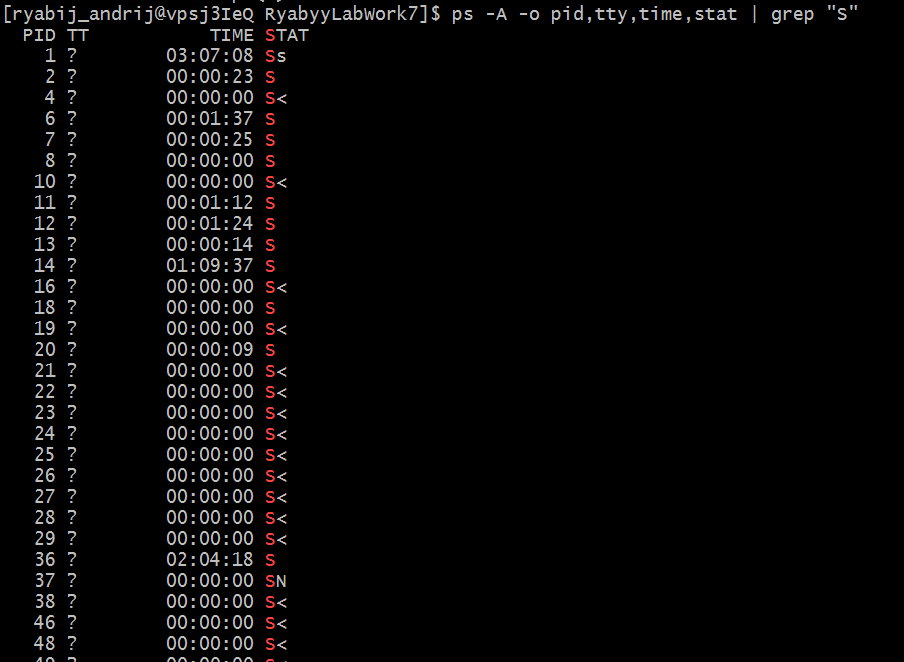 [ryabij_andrij@vpsj3IeQ RyabyyLabWork7]$ ps -A -o pid,tty,time,stat | grep "S"
PID TT TIME STAT
1 ? 03:07:08 Ss
2 ? 00:00:23 S
4 ? 00:00:00 S<
6 ? 00:01:37 S
7 ? 00:00:25 S
8 ? 00:00:00 S
10 ? 00:00:00 S<
11 ? 00:01:12 S
12 ? 00:01:24 S
13 ? 00:00:14 S
14 ? 01:09:37 S
16 ? 00:00:00 S<
18 ? 00:00:00 S
19 ? 00:00:00 S<
20 ? 00:00:09 S
21 ? 00:00:00 S<
22 ? 00:00:00 S<
23 ? 00:00:00 S<
24 ? 00:00:00 S<
25 ? 00:00:00 S<
26 ? 00:00:00 S<
27 ? 00:00:00 S<
28 ? 00:00:00 S<
29 ? 00:00:00 S<
36 ? 02:04:18 S
37 ? 00:00:00 SN
38 ? 00:00:00 S<
46 ? 00:00:00 S<
48 ? 00:00:00 S<
49 ? 00:00:00 S<